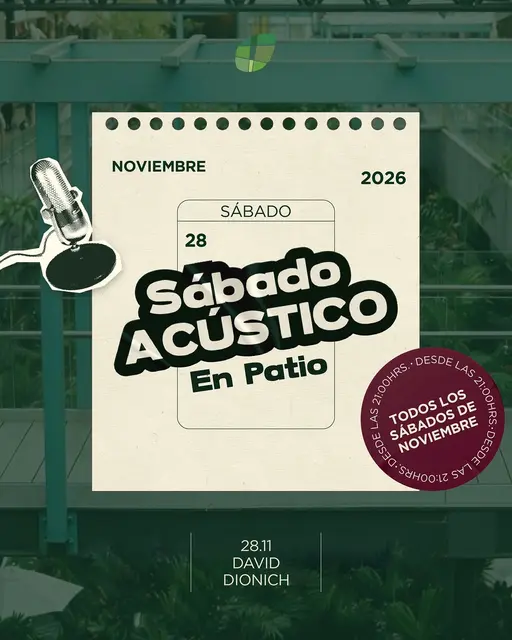 NOVIEMBRE
2026
SÁBADO
28
Sábado
ACÚSTICO
En Patio
DESDE LAS 21:00HRS. · DESDE LAS 21:00HRS · DESDE LAS 21:00HRS ·
TODOS LOS
SÁBADOS DE
NOVIEMBRE
28.11
DAVID
DIONICH